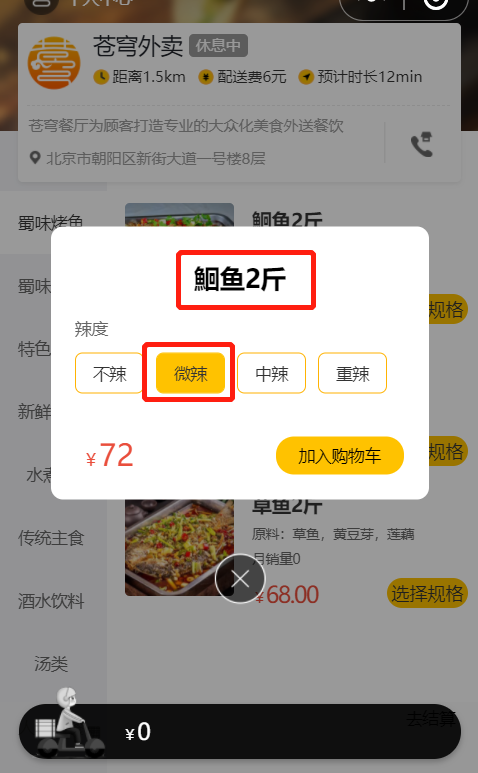 苍穹外卖 休息中
距离1.5km 配送费6元 预计时长12min
苍穹餐厅为顾客打造专业的大众化美食外送餐饮
北京市朝阳区新街大道一号楼8层
蜀味烤鱼
鮰鱼2斤
蜀味
规格
特色
新鲜
水煮
规格
鮰鱼2斤
辣度
不辣 微辣 中辣 重辣
¥72 加入购物车
草鱼2斤
原料：草鱼，黄豆芽，莲藕
月销量0
¥68.00 选择规格
传统主食
酒水饮料
汤类
¥0 去结算